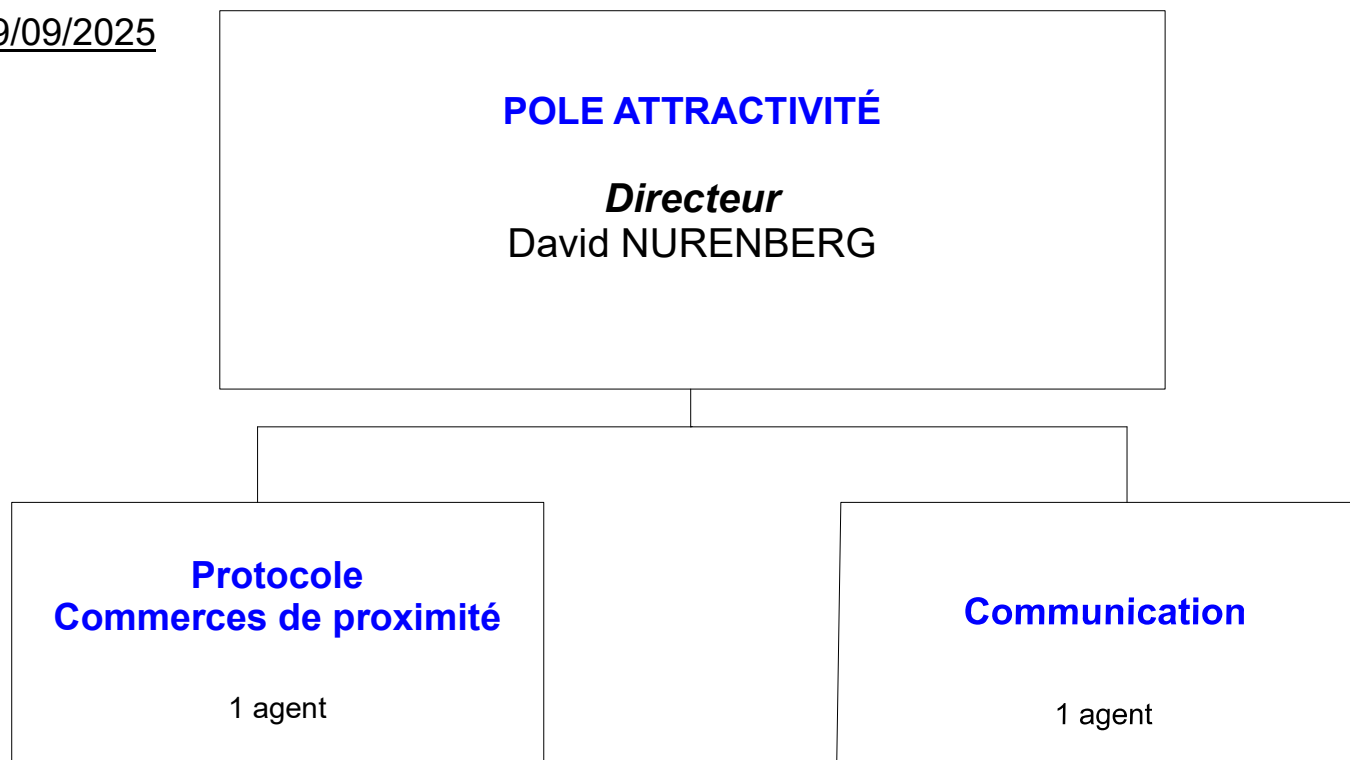 9/09/2025
POLE ATTRACTIVITÉ
Directeur
David NURENBERG
Protocole
Commerces de proximité
1 agent
Communication
1 agent